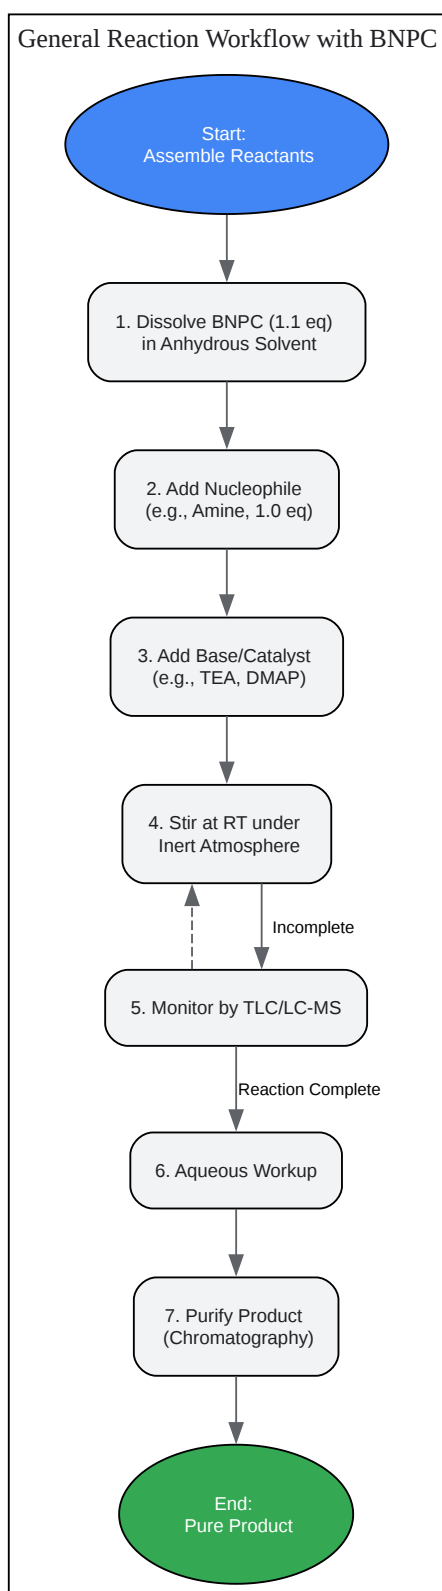 General Reaction Workflow with BNPC
Start:
Assemble Reactants
1. Dissolve BNPC (1.1 eq)
in Anhydrous Solvent
2. Add Nucleophile
(e.g., Amine, 1.0 eq)
3. Add Base/Catalyst
(e.g., TEA, DMAP)
4. Stir at RT under
Inert Atmosphere
Incomplete
5. Monitor by TLC/LC-MS
Reaction Complete
6. Aqueous Workup
7. Purify Product
(Chromatography)
End:
Pure Product